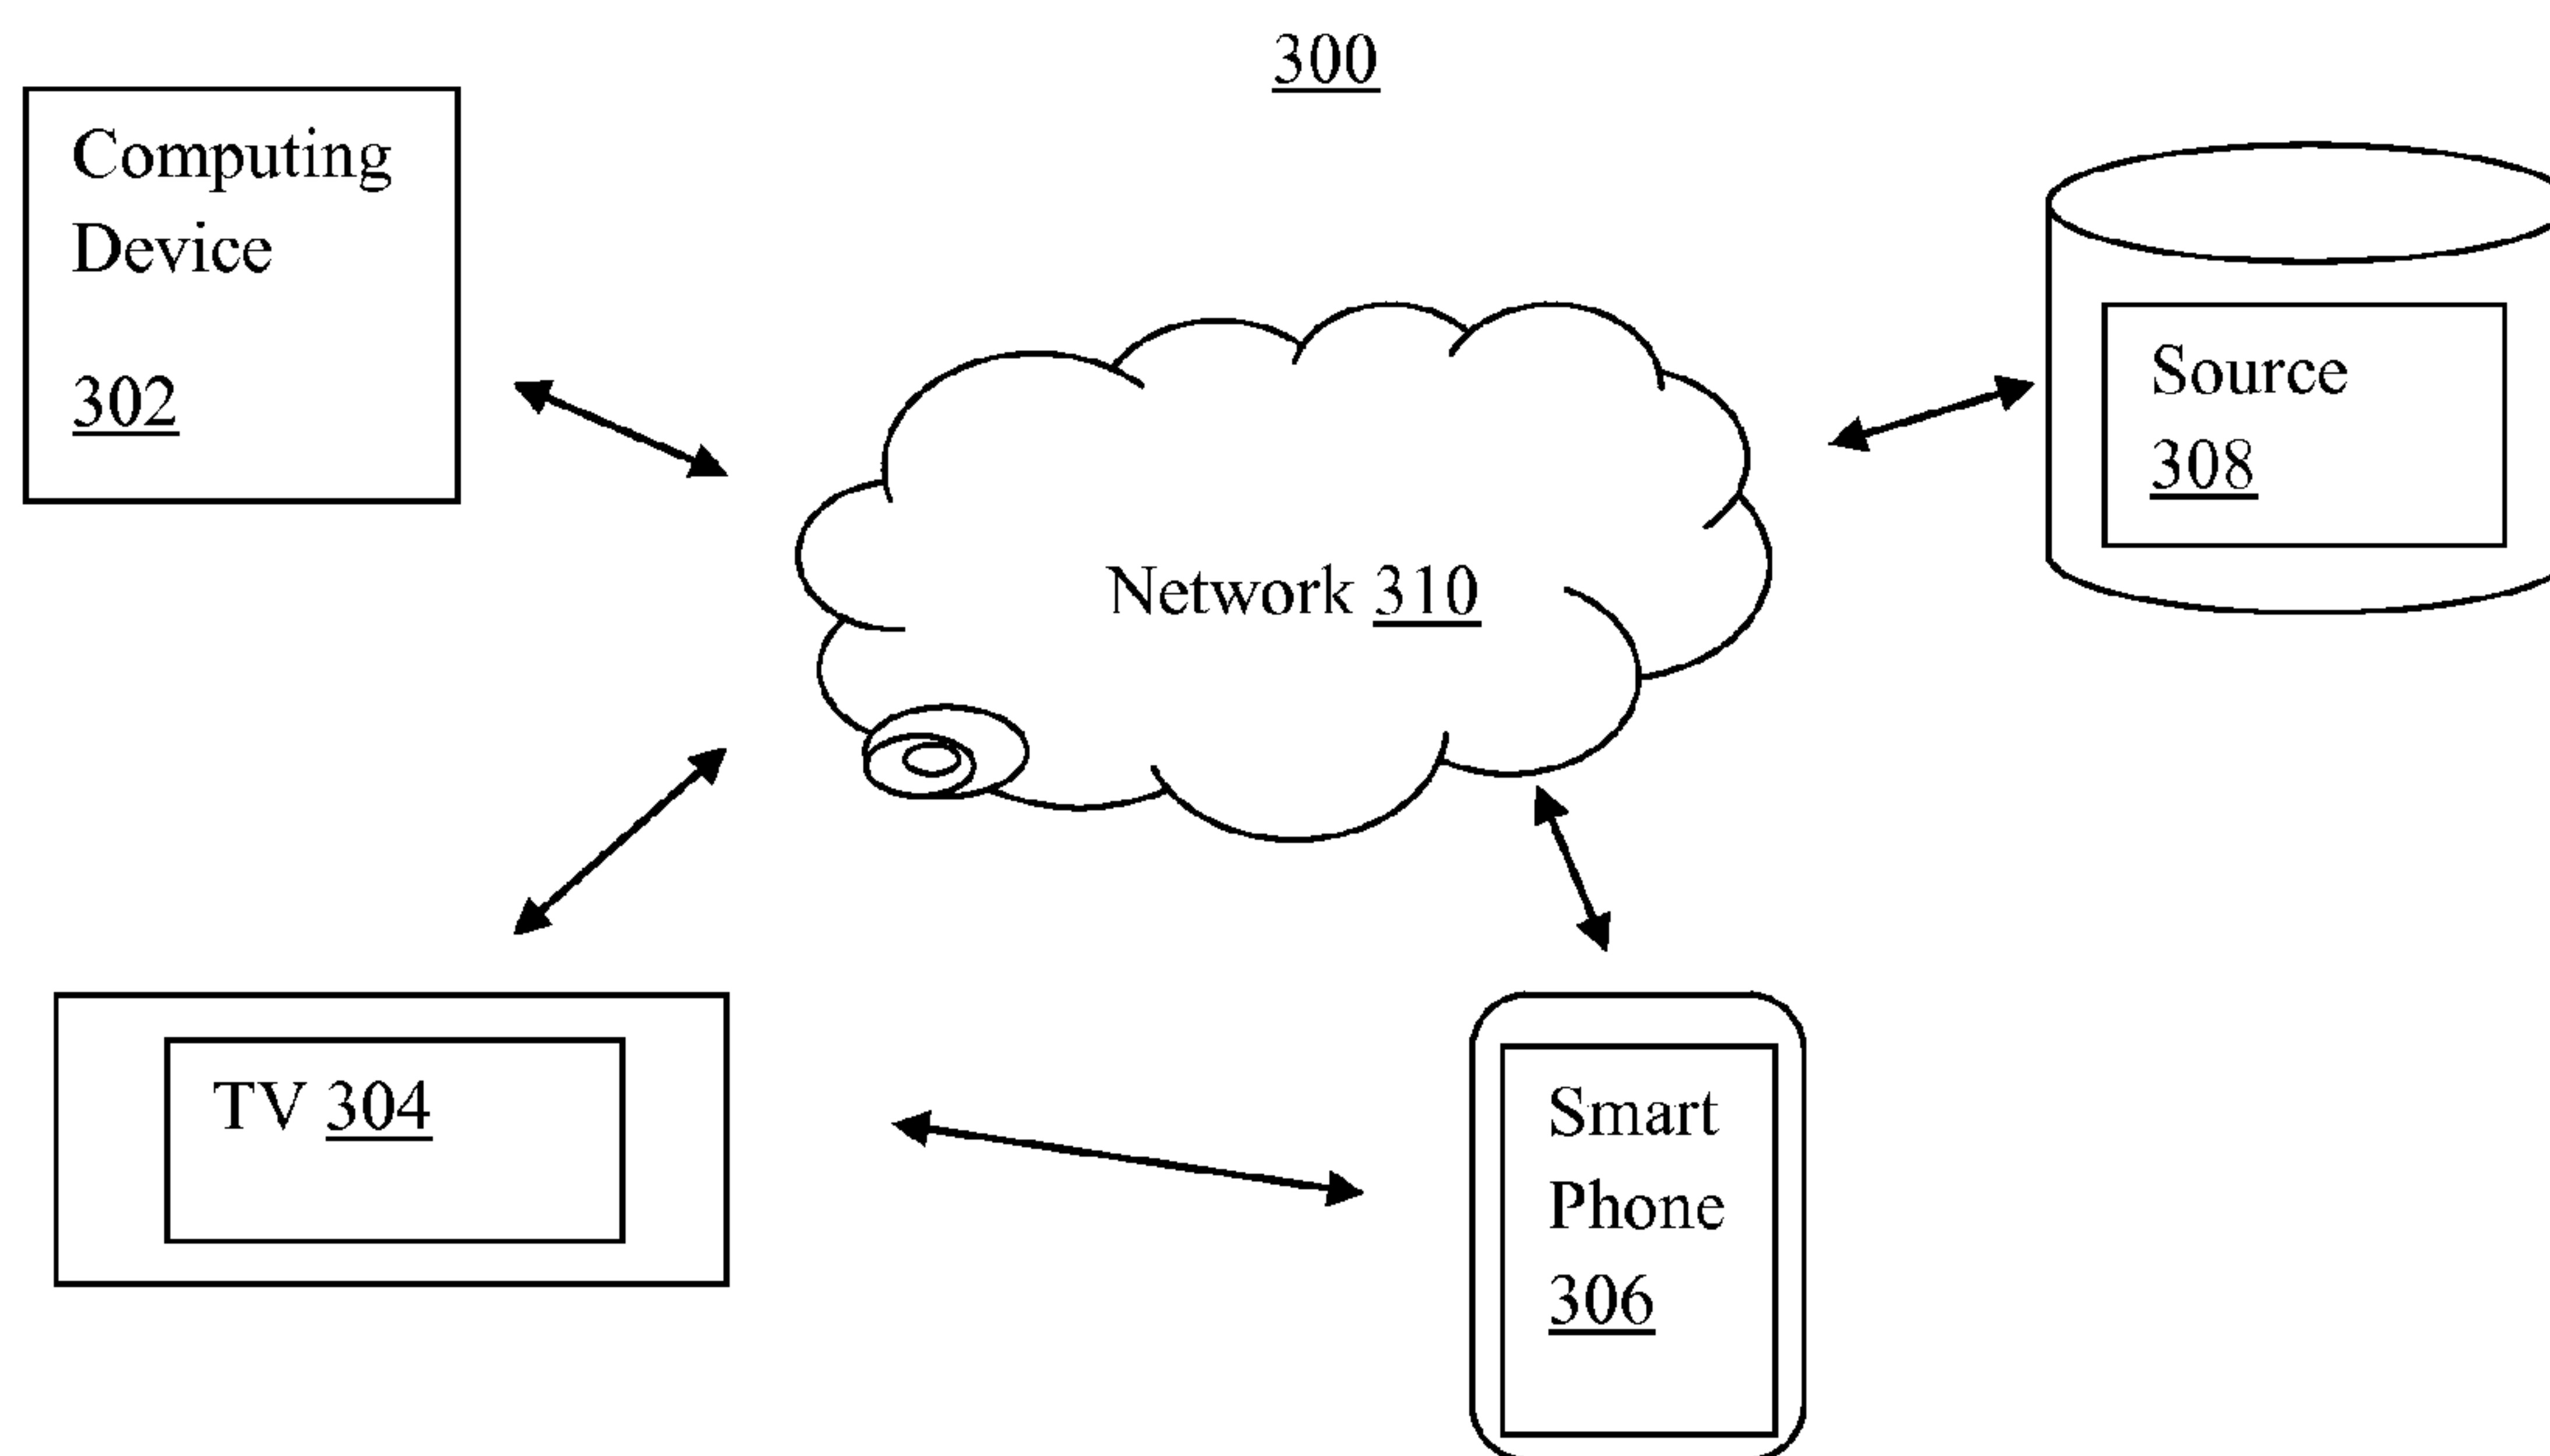 300
Computing
Device
302
Source
308
Network 310
TV 304
Smart
Phone
306